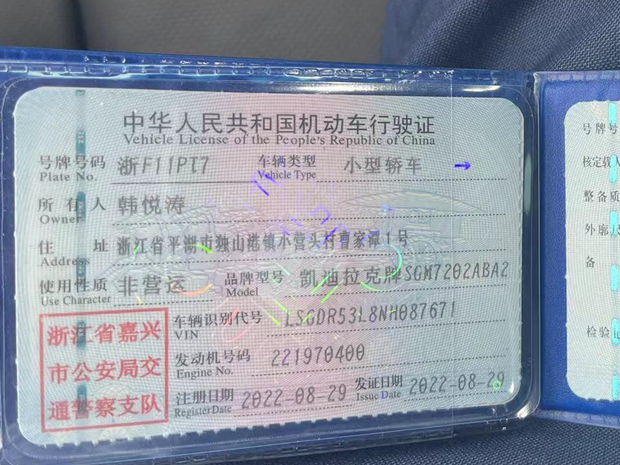 中华人民共和国机动车行驶证
Vehicle License of the People's Republic of China
号牌号码 浙F11P17 车辆类型 小型轿车
Plate No. Vehicle Type
所有人 韩悦涛
Owner
住址 浙江省平湖市独山港镇小营头村曹家浜1号
Address
使用性质 非营运 品牌型号 凯迪拉克牌SGM7202ABA2
Use Character Model
浙江省嘉兴
市公安局交
通警察支队
车辆识别代号 LSGDR53L8NH087671
VIN
发动机号码 221970400
Engine No.
注册日期 2022-08-29 发证日期 2022-08-29
Register Date Issue Date
号牌号
核定载人
整备质
外廓尺
备
检验记